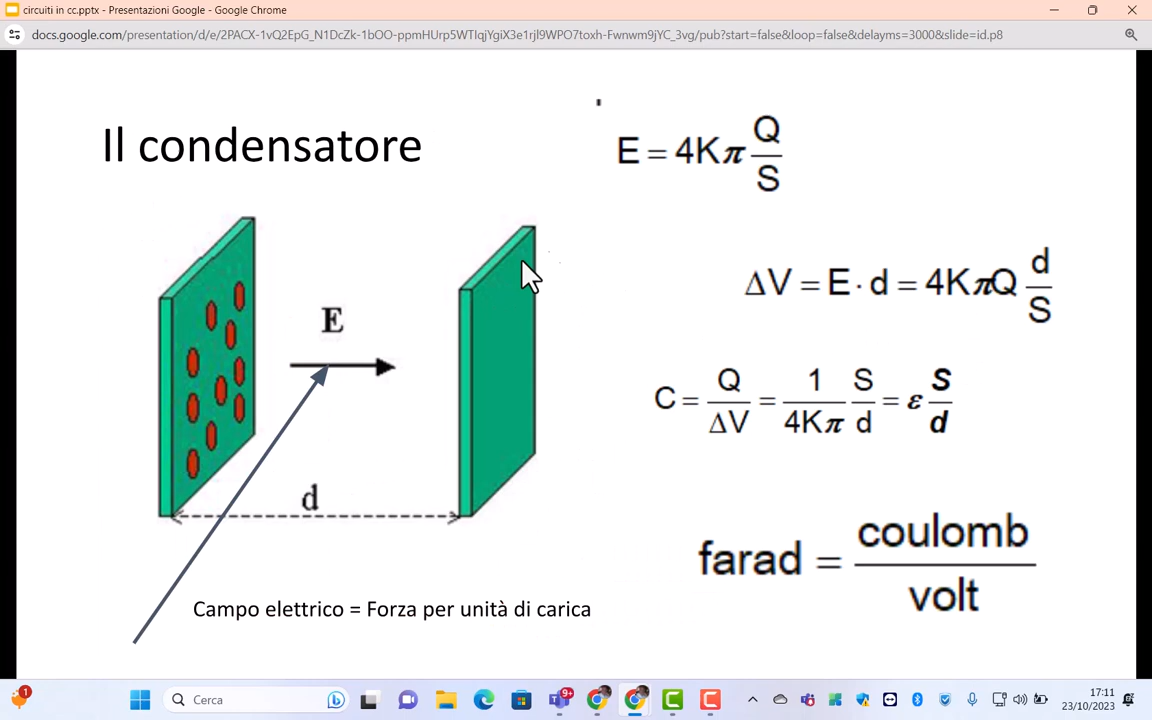 circuiti in cc.pptx - Presentazioni Google - Google Chrome
docs.google.com/presentation/d/e/2PACX-1vQ2EpG_N1DcZk-1bOO-ppmHUrp5WTIqjYgiX3e1rjl9WPO7toxh-Fwnwm9jYC_3vg/pub?start=false&loop=false&delayms=3000&slide=id.p8
Il condensatore
E = 4Kπ Q/S
ΔV = E · d = 4KπQ d/S
E
C = Q/ΔV = 1/4Kπ S/d = ε S/d
d
farad = coulomb/volt
Campo elettrico = Forza per unità di carica
1
Cerca
9+
17:11
23/10/2023